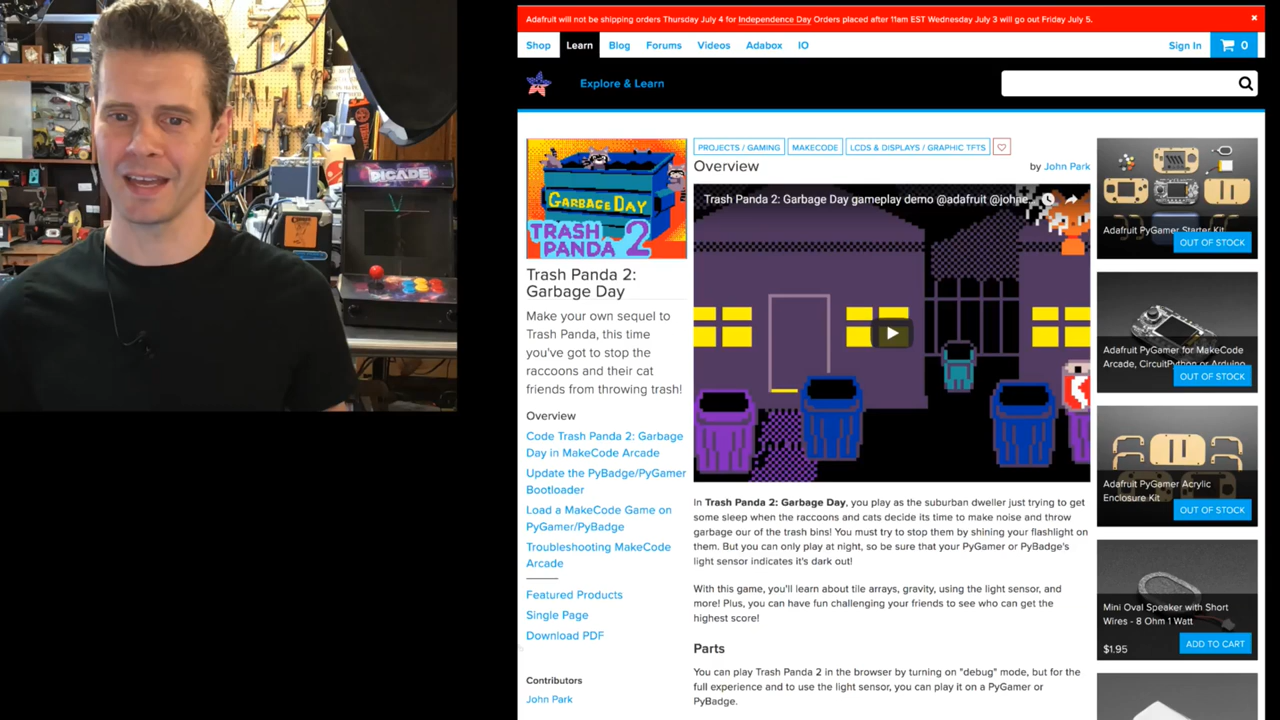 Adafruit will not be shipping orders Thursday July 4 for Independence Day Orders placed after 11am EST Wednesday July 3 will go out Friday July 5.
×
Shop Learn Blog Forums Videos Adabox IO
Sign In 0
Explore & Learn
PICADE
GARBAGE DAY
TRASH PANDA 2
Trash Panda 2:
Garbage Day
Make your own sequel to
Trash Panda, this time
you've got to stop the
raccoons and their cat
friends from throwing trash!
Overview
Code Trash Panda 2: Garbage
Day in MakeCode Arcade
Update the PyBadge/PyGamer
Bootloader
Load a MakeCode Game on
PyGamer/PyBadge
Troubleshooting MakeCode
Arcade
Featured Products
Single Page
Download PDF
Contributors
John Park
PROJECTS / GAMING
MAKECODE
LCDS & DISPLAYS / GRAPHIC TFTS
Overview
by John Park
Trash Panda 2: Garbage Day gameplay demo @adafruit @johne...
In Trash Panda 2: Garbage Day, you play as the suburban dweller just trying to get
some sleep when the raccoons and cats decide its time to make noise and throw
garbage our of the trash bins! You must try to stop them by shining your flashlight on
them. But you can only play at night, so be sure that your PyGamer or PyBadge's
light sensor indicates it's dark out!
With this game, you'll learn about tile arrays, gravity, using the light sensor, and
more! Plus, you can have fun challenging your friends to see who can get the
highest score!
Parts
You can play Trash Panda 2 in the browser by turning on "debug" mode, but for the
full experience and to use the light sensor, you can play it on a PyGamer or
PyBadge.
Adafruit PyGamer Starter Kit
OUT OF STOCK
Adafruit PyGamer for MakeCode
Arcade, CircuitPython or Arduino
OUT OF STOCK
Adafruit PyGamer Acrylic
Enclosure Kit
OUT OF STOCK
Mini Oval Speaker with Short
Wires - 8 Ohm 1 Watt
$1.95
ADD TO CART